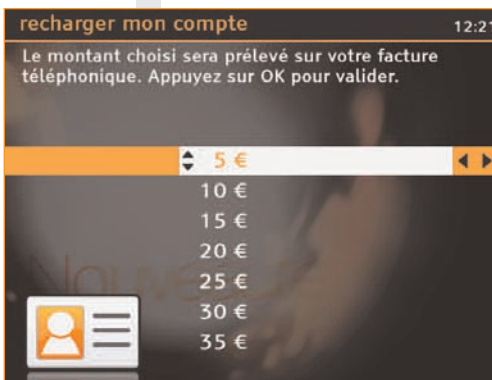 recharger mon compte 12:21
Le montant choisi sera prélevé sur votre facture
téléphonique. Appuyez sur OK pour valider.
5 €
10 €
15 €
20 €
25 €
30 €
35 €